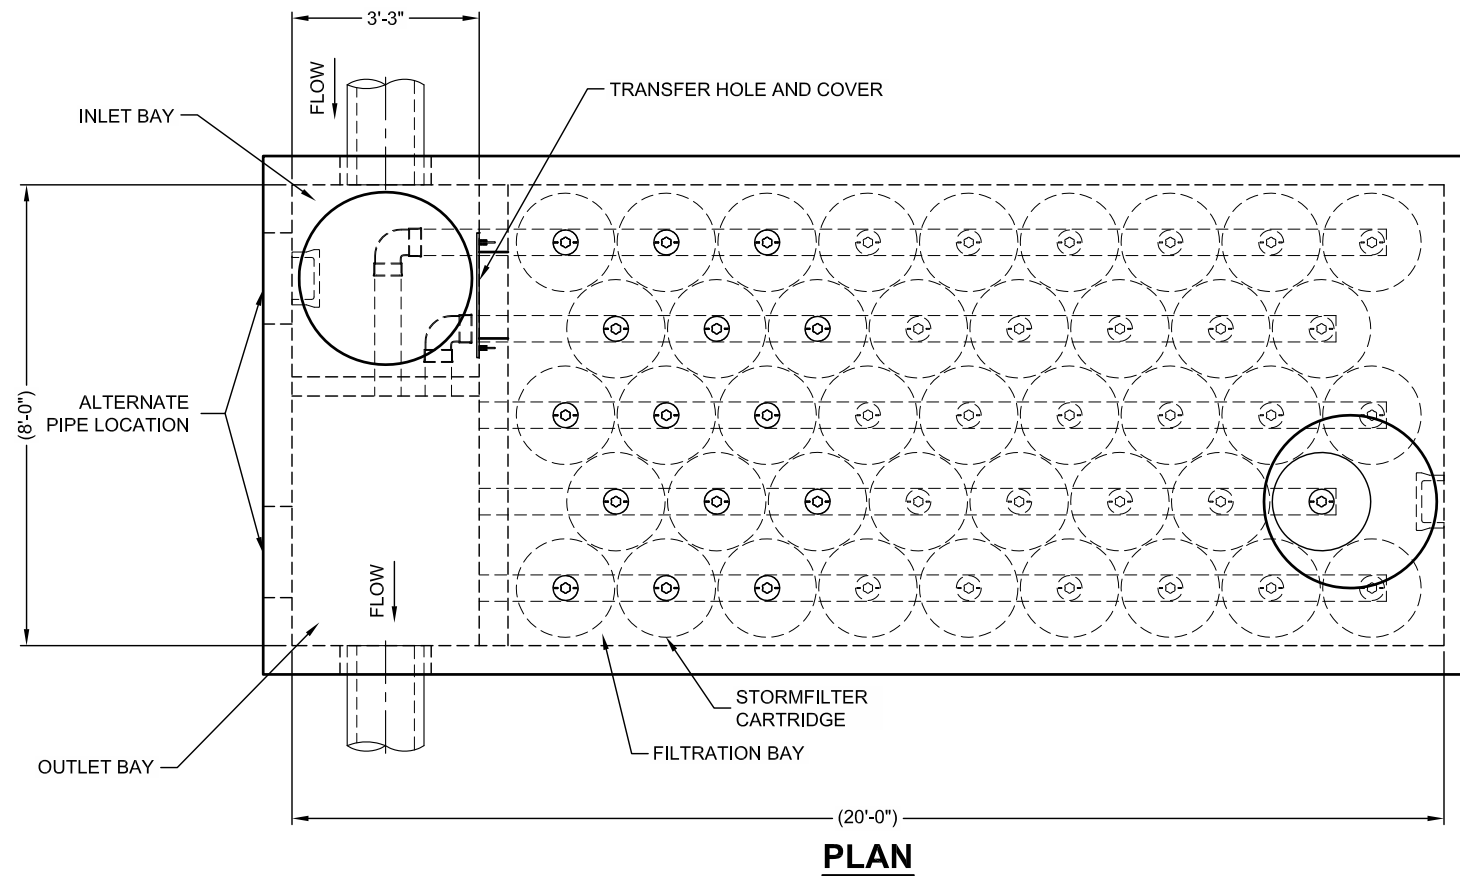 3'-3"
FLOW
TRANSFER HOLE AND COVER
INLET BAY
(8'-0")
ALTERNATE
PIPE LOCATION
FLOW
STORMFILTER
CARTRIDGE
FILTRATION BAY
OUTLET BAY
(20'-0")
PLAN